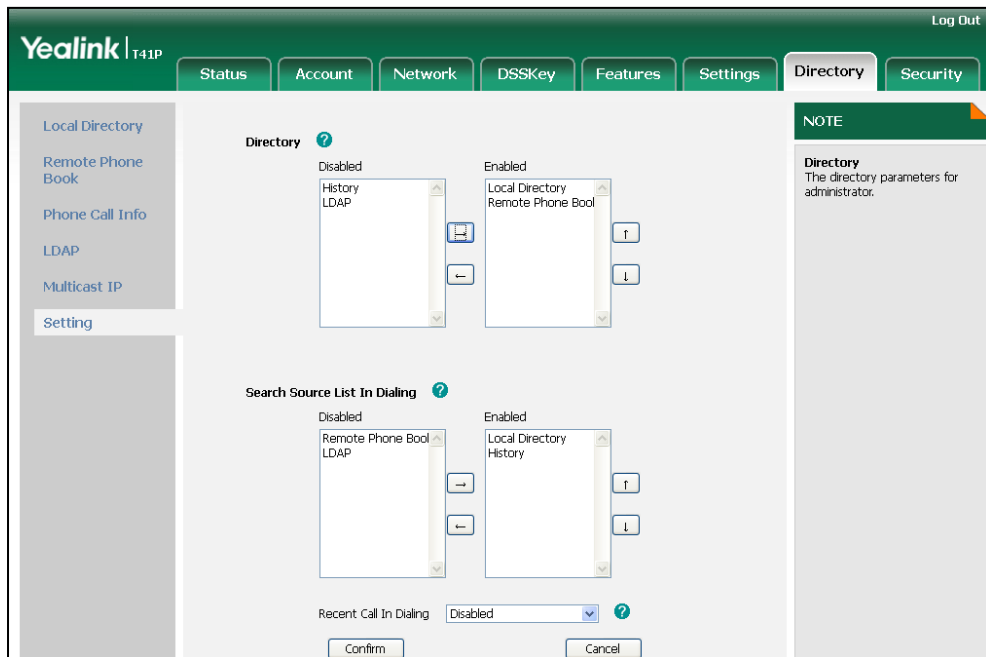 Log Out
Yealink T41P
Status
Account
Network
DSSKey
Features
Settings
Directory
Security
Local Directory
Remote Phone
Book
Phone Call Info
LDAP
Multicast IP
Setting
Directory ?
Disabled
History
LDAP
→
←
Enabled
Local Directory
Remote Phone Bool
↑
↓
Search Source List In Dialing ?
Disabled
Remote Phone Bool
LDAP
→
←
Enabled
Local Directory
History
↑
↓
Recent Call In Dialing Disabled ?
Confirm
Cancel
NOTE
Directory
The directory parameters for
administrator.